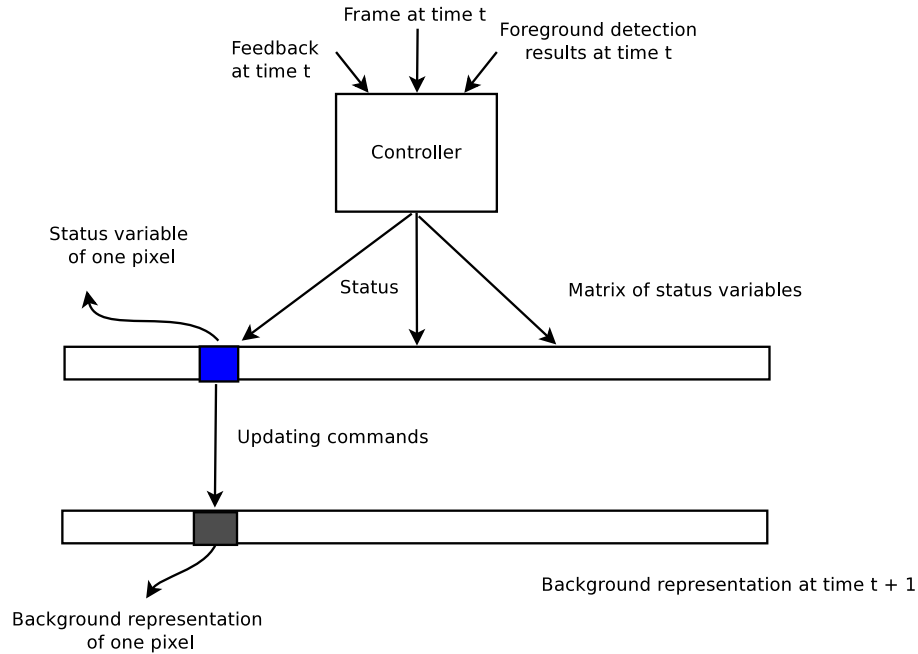 Frame at time t
Feedback
at time t
Foreground detection
results at time t
Controller
Status variable
of one pixel
Status
Matrix of status variables
Updating commands
Background representation at time t + 1
Background representation
of one pixel